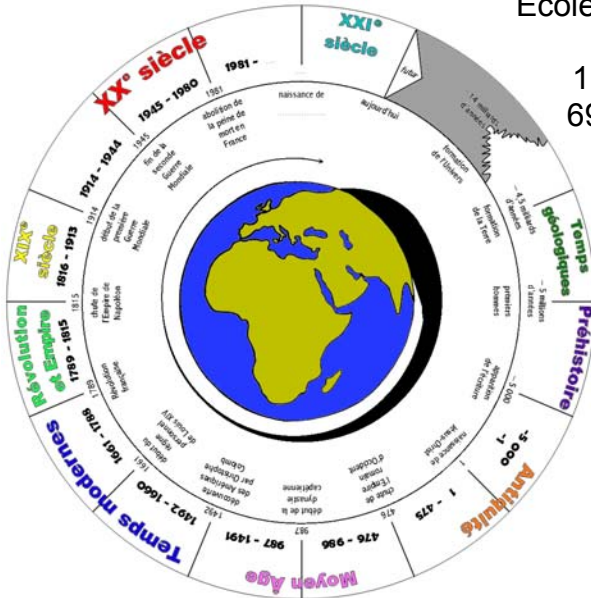 Ecole
1
69
XXIᵉ
siècle
futur
14 milliards
d'années
formation
de l'Univers
- 4,5 milliards
d'années
formation
de la Terre
Temps
géologiques
- 5 millions
d'années
premiers
hommes
Préhistoire
- 5 000
apparition
de l'écriture
-5 000
-1
Antiquité
1
naissance de
Jésus-Christ
1 - 475
476
chute de
l'Empire
romain
d'Occident
476 - 986
Moyen Âge
987
début de la
dynastie
capétienne
987 - 1491
1492
découverte
des Amériques
par Christophe
Colomb
1492 - 1660
Temps modernes
1661
début du
règne
personnel
de Louis XIV
1661 - 1788
1789
Révolution
française
1789 - 1815
Révolution
et Empire
1815
chute de
l'Empire de
Napoléon
1816 - 1913
XIXᵉ
siècle
1914
début de la
première
Guerre
Mondiale
1914 - 1944
1945
fin de la
seconde
Guerre
Mondiale
1945 - 1980
XXᵉ siècle
1981
abolition de
la peine de
mort en
France
1981 -
naissance de
aujourd'hui